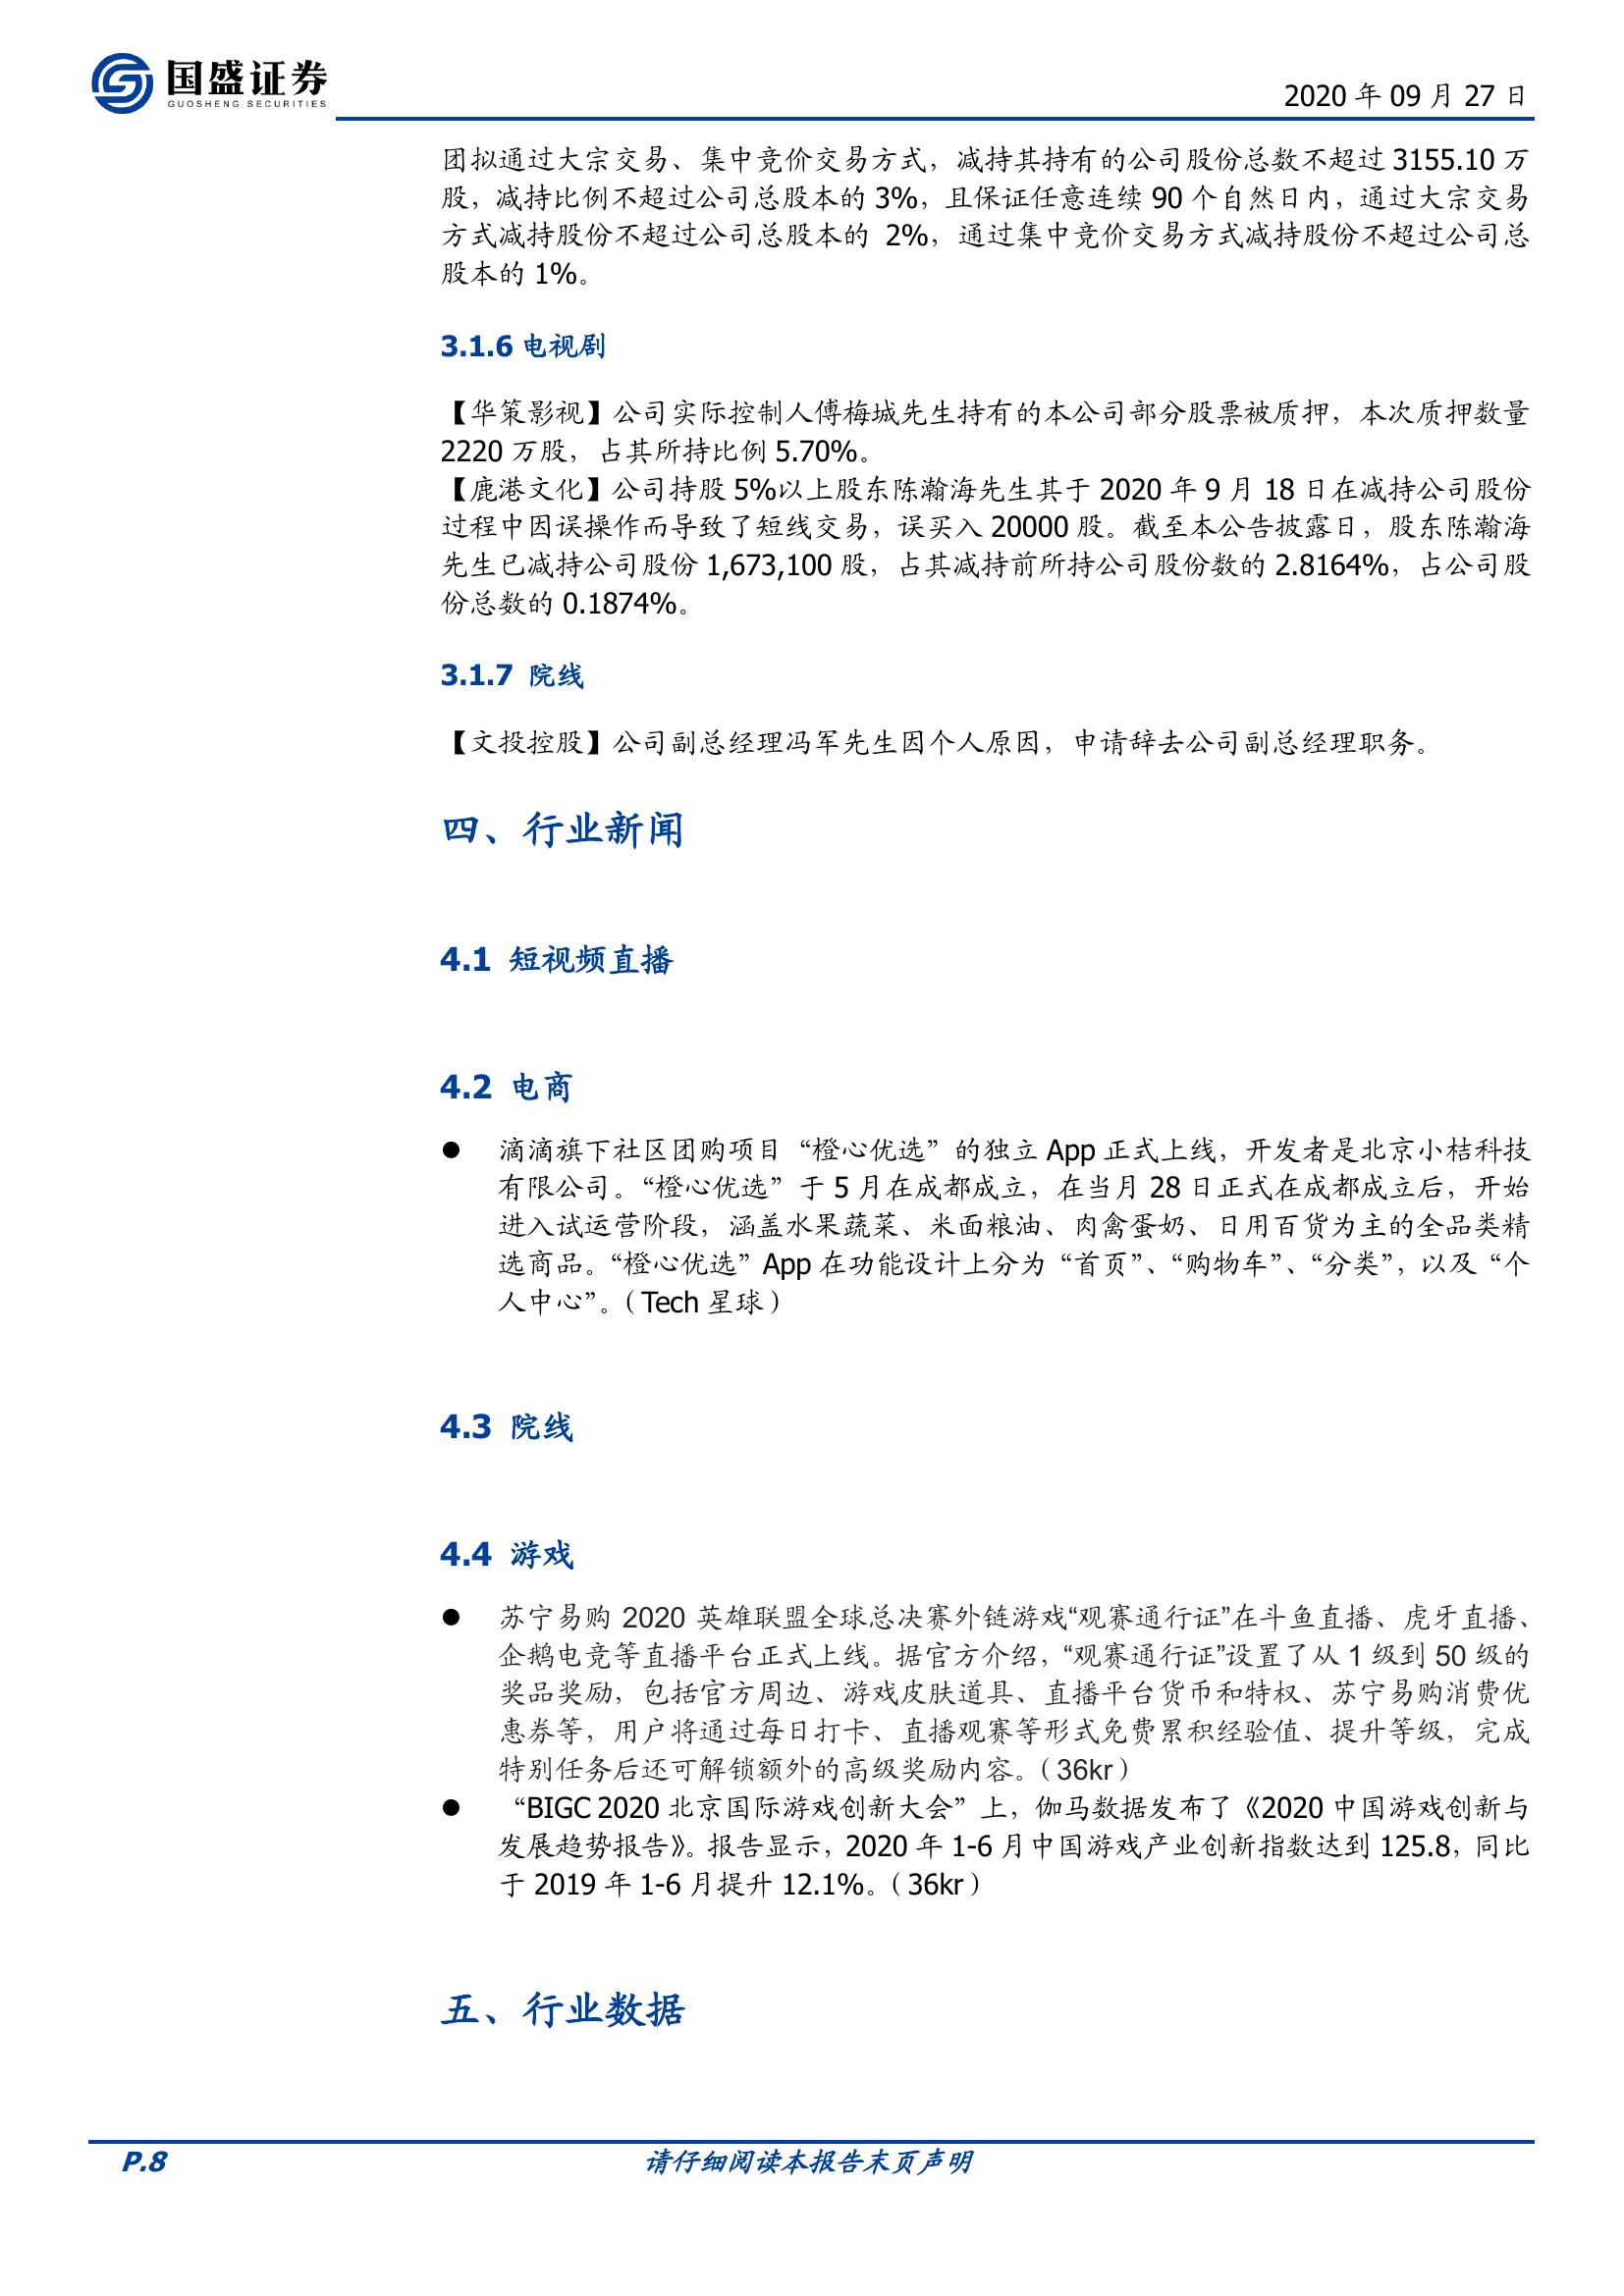 国盛证券
GUOSHENG SECURITIES
2020 年 09 月 27 日
团拟通过大宗交易、集中竞价交易方式，减持其持有的公司股份总数不超过 3155.10 万
股，减持比例不超过公司总股本的 3%，且保证任意连续 90 个自然日内，通过大宗交易
方式减持股份不超过公司总股本的 2%，通过集中竞价交易方式减持股份不超过公司总
股本的 1%。
3.1.6 电视剧
【华策影视】公司实际控制人傅梅城先生持有的本公司部分股票被质押，本次质押数量
2220 万股，占其所持比例 5.70%。
【鹿港文化】公司持股 5%以上股东陈瀚海先生其于 2020 年 9 月 18 日在减持公司股份
过程中因误操作而导致了短线交易，误买入 20000 股。截至本公告披露日，股东陈瀚海
先生已减持公司股份 1,673,100 股，占其减持前所持公司股份数的 2.8164%，占公司股
份总数的 0.1874%。
3.1.7 院线
【文投控股】公司副总经理冯军先生因个人原因，申请辞去公司副总经理职务。
四、行业新闻
4.1 短视频直播
4.2 电商
● 滴滴旗下社区团购项目“橙心优选”的独立 App 正式上线，开发者是北京小桔科技
有限公司。“橙心优选”于 5 月在成都成立，在当月 28 日正式在成都成立后，开始
进入试运营阶段，涵盖水果蔬菜、米面粮油、肉禽蛋奶、日用百货为主的全品类精
选商品。“橙心优选”App 在功能设计上分为“首页”、“购物车”、“分类”，以及“个
人中心”。（Tech 星球）
4.3 院线
4.4 游戏
● 苏宁易购 2020 英雄联盟全球总决赛外链游戏“观赛通行证”在斗鱼直播、虎牙直播、
企鹅电竞等直播平台正式上线。据官方介绍，“观赛通行证”设置了从 1 级到 50 级的
奖品奖励，包括官方周边、游戏皮肤道具、直播平台货币和特权、苏宁易购消费优
惠券等，用户将通过每日打卡、直播观赛等形式免费累积经验值、提升等级，完成
特别任务后还可解锁额外的高级奖励内容。（36kr）
● “BIGC 2020 北京国际游戏创新大会”上，伽马数据发布了《2020 中国游戏创新与
发展趋势报告》。报告显示，2020 年 1-6 月中国游戏产业创新指数达到 125.8，同比
于 2019 年 1-6 月提升 12.1%。（36kr）
五、行业数据
P.8
请仔细阅读本报告末页声明